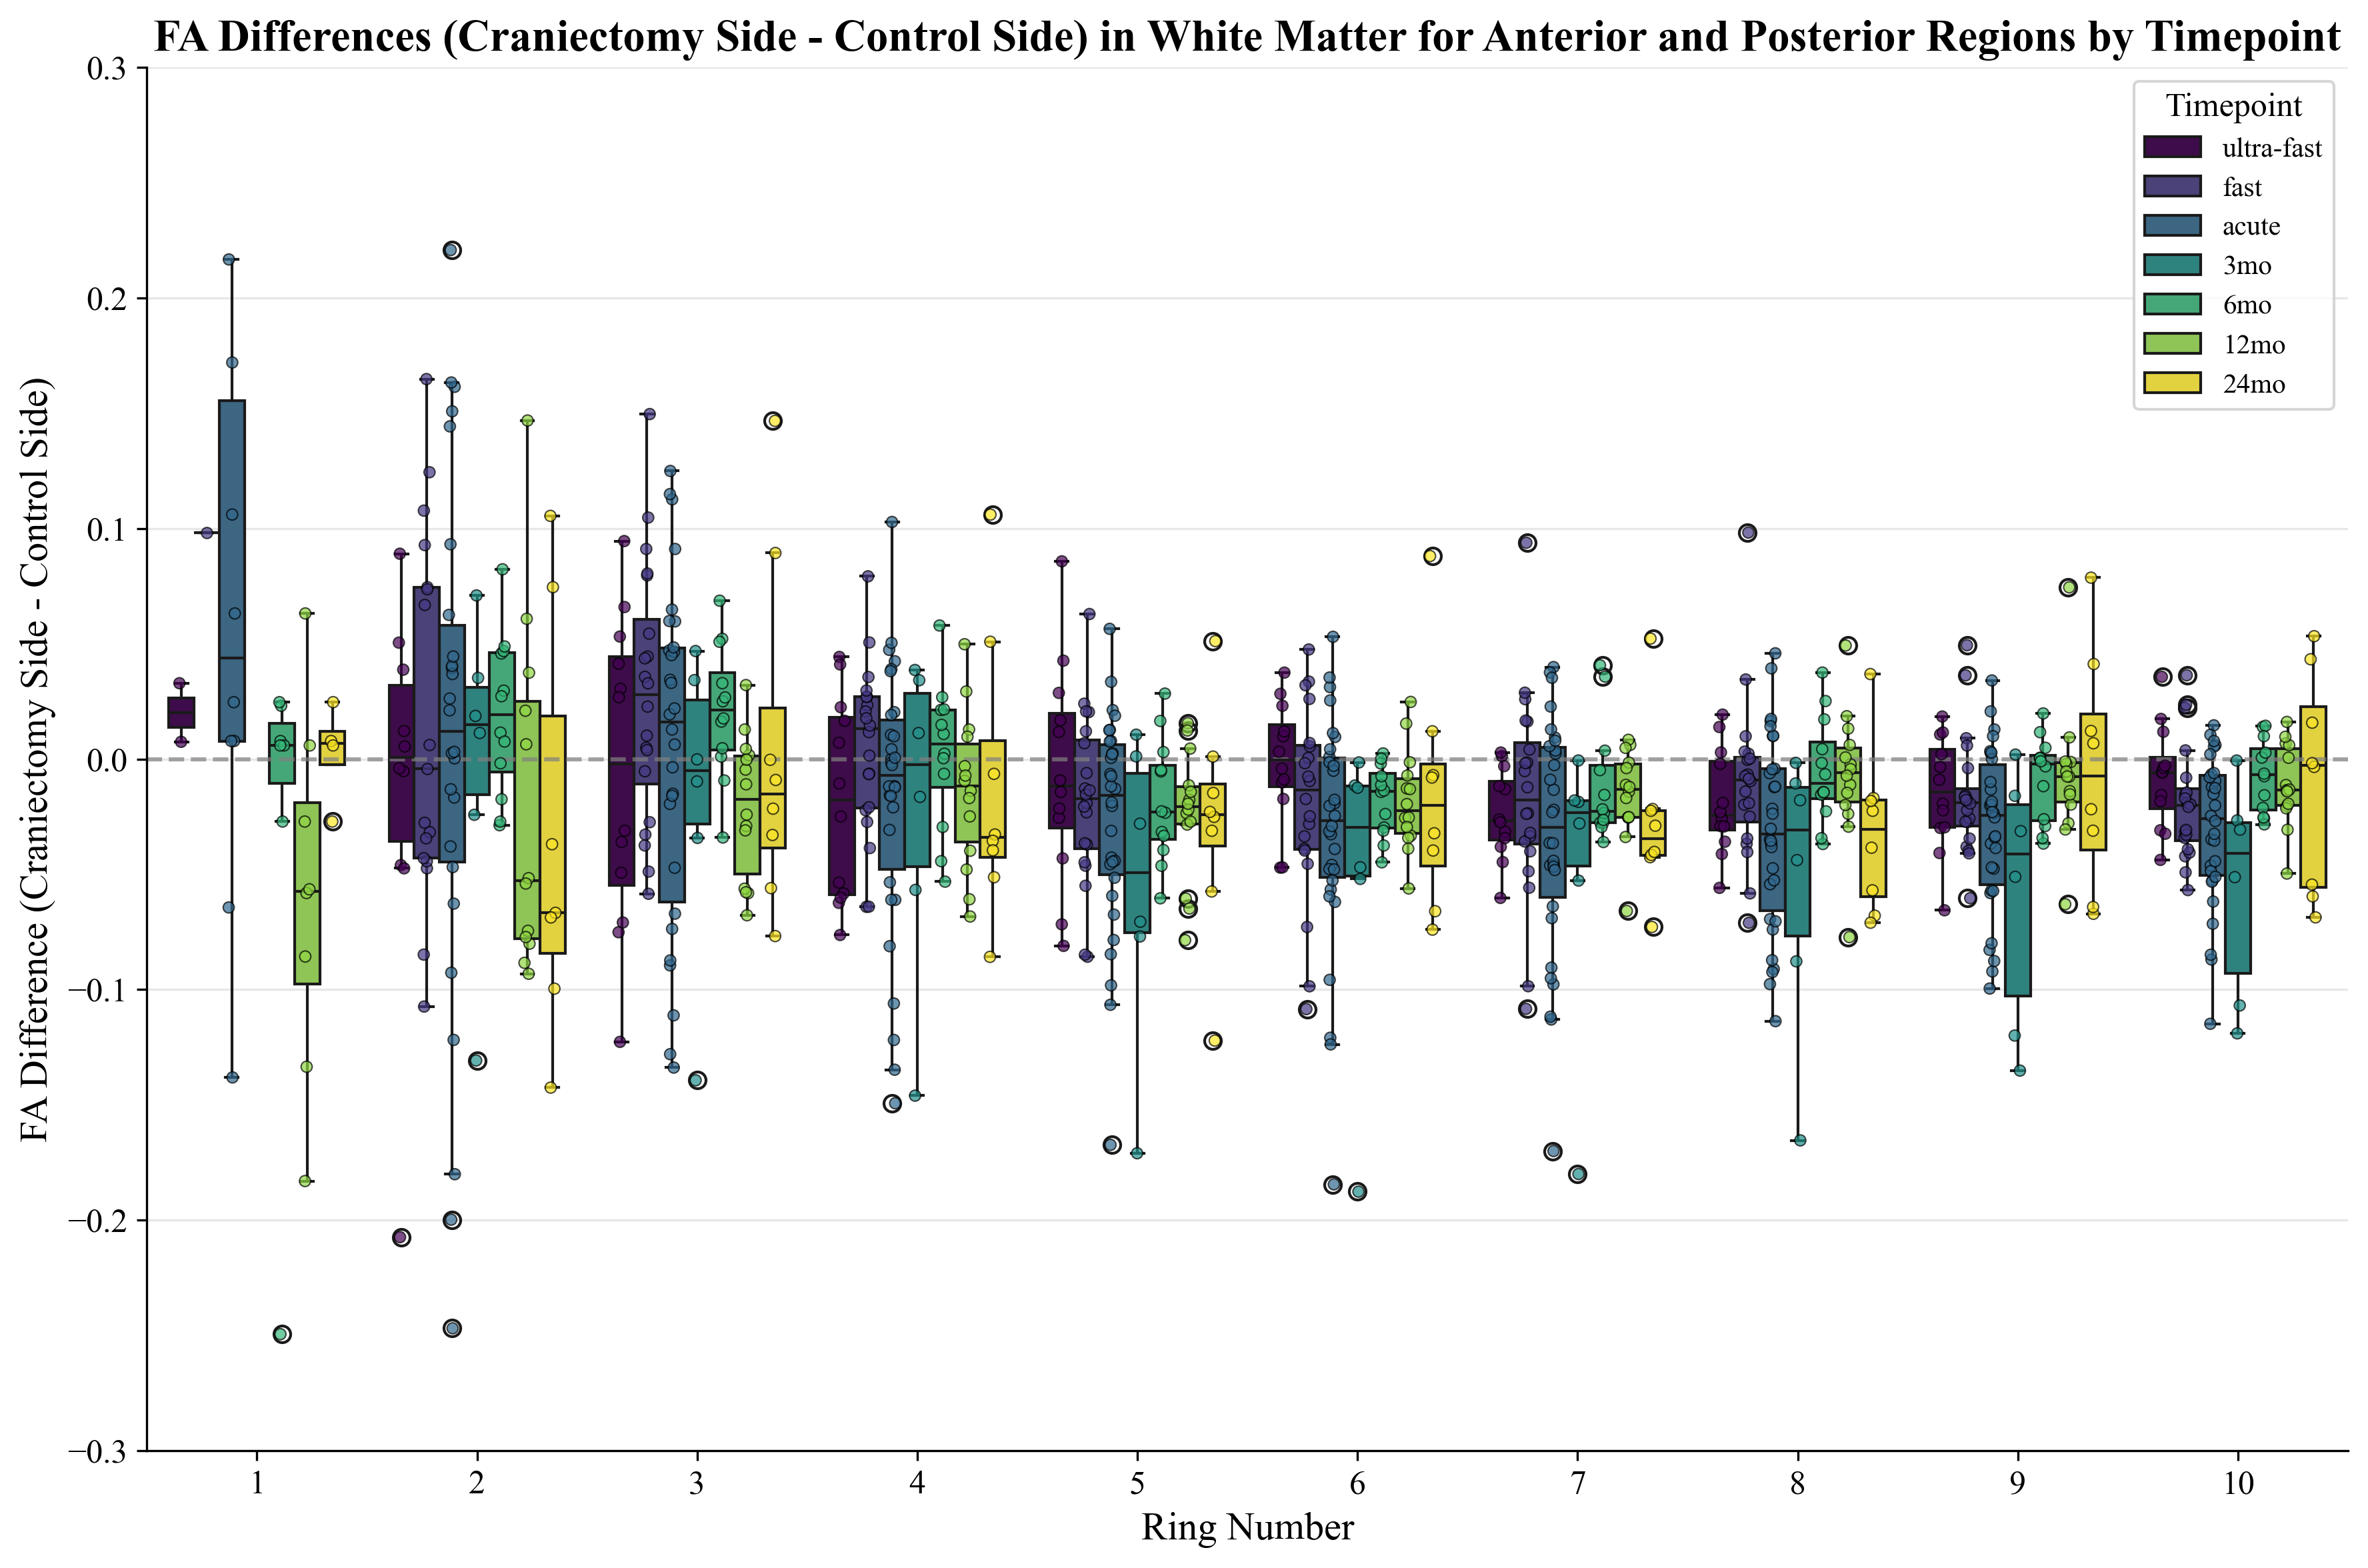 FA Differences (Craniectomy Side - Control Side) in White Matter for Anterior and Posterior Regions by Timepoint
FA Difference (Craniectomy Side - Control Side)
0.3
0.2
0.1
0.0
−0.1
−0.2
−0.3
Timepoint
ultra-fast
fast
acute
3mo
6mo
12mo
24mo
1 2 3 4 5 6 7 8 9 10
Ring Number